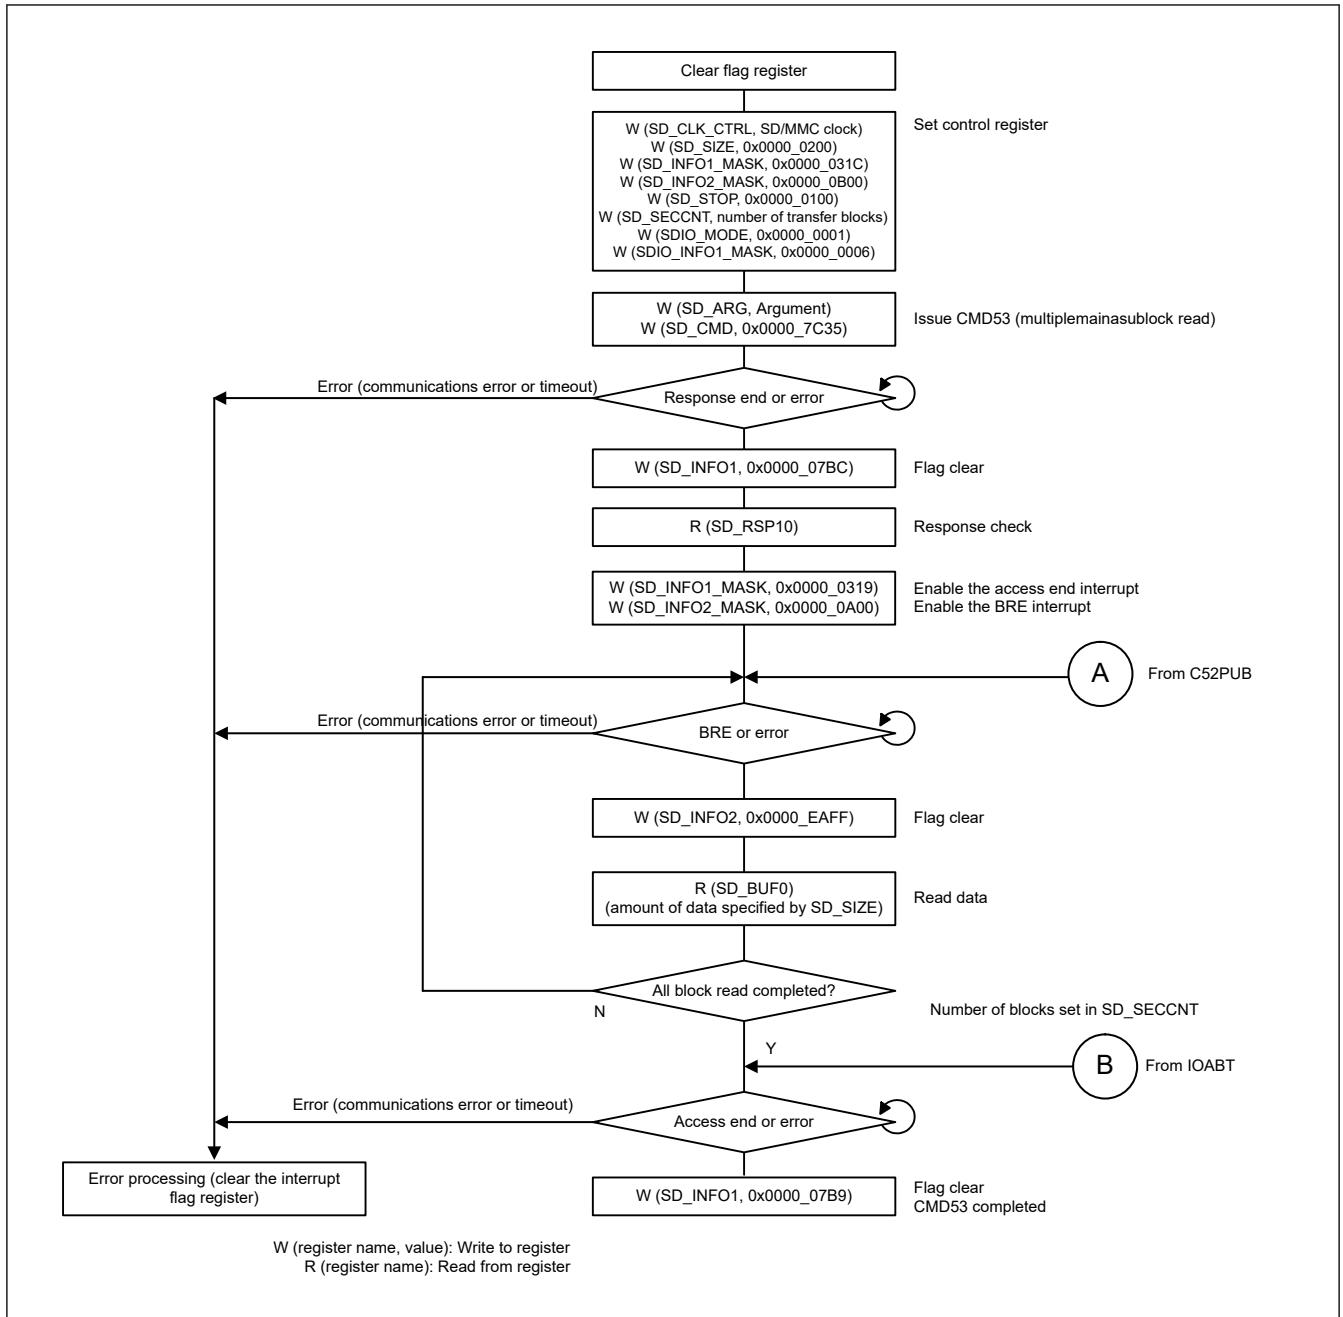 Clear flag register
W (SD_CLK_CTRL, SD/MMC clock)
W (SD_SIZE, 0x0000_0200)
W (SD_INFO1_MASK, 0x0000_031C)
W (SD_INFO2_MASK, 0x0000_0B00)
W (SD_STOP, 0x0000_0100)
W (SD_SECCNT, number of transfer blocks)
W (SDIO_MODE, 0x0000_0001)
W (SDIO_INFO1_MASK, 0x0000_0006)
Set control register
W (SD_ARG, Argument)
W (SD_CMD, 0x0000_7C35)
Issue CMD53 (multiplemainasublock read)
Error (communications error or timeout)
Response end or error
W (SD_INFO1, 0x0000_07BC)
Flag clear
R (SD_RSP10)
Response check
W (SD_INFO1_MASK, 0x0000_0319)
W (SD_INFO2_MASK, 0x0000_0A00)
Enable the access end interrupt
Enable the BRE interrupt
A
From C52PUB
Error (communications error or timeout)
BRE or error
W (SD_INFO2, 0x0000_EAFF)
Flag clear
R (SD_BUF0)
(amount of data specified by SD_SIZE)
Read data
All block read completed?
N
Number of blocks set in SD_SECCNT
Y
B
From IOABT
Error (communications error or timeout)
Access end or error
Error processing (clear the interrupt
flag register)
W (SD_INFO1, 0x0000_07B9)
Flag clear
CMD53 completed
W (register name, value): Write to register
R (register name): Read from register